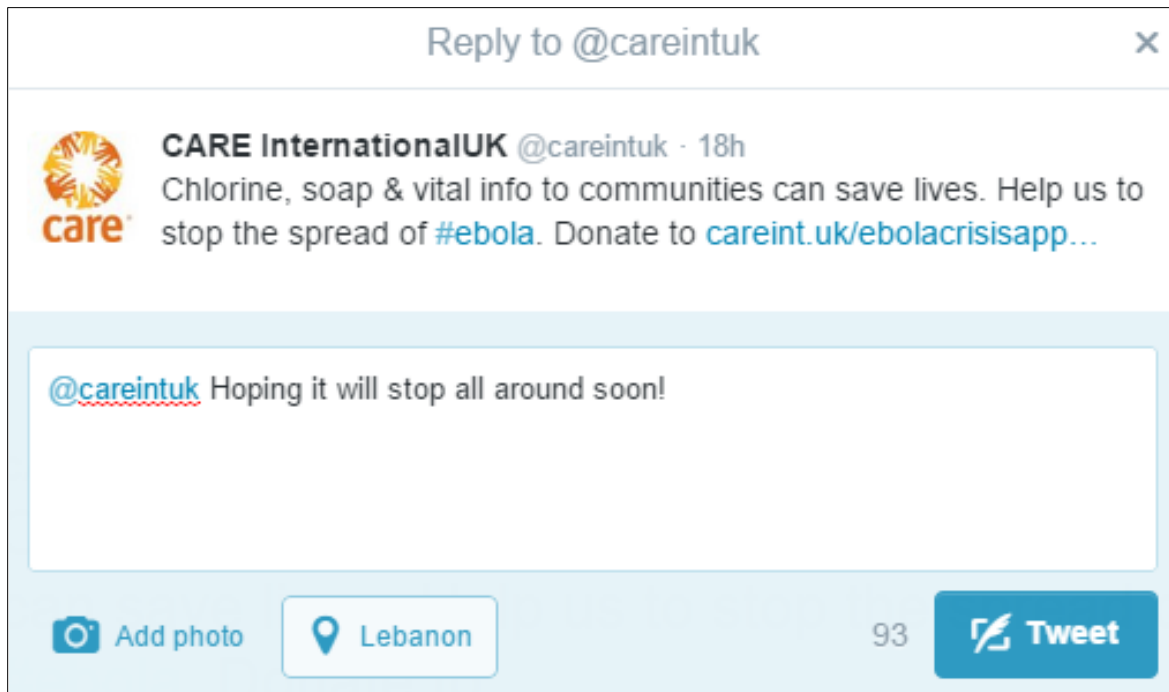 Reply to @careintuk ×
care
CARE InternationalUK @careintuk · 18h
Chlorine, soap & vital info to communities can save lives. Help us to
stop the spread of #ebola. Donate to careint.uk/ebolacrisisapp...
@careintuk Hoping it will stop all around soon!
Add photo Lebanon 93 Tweet